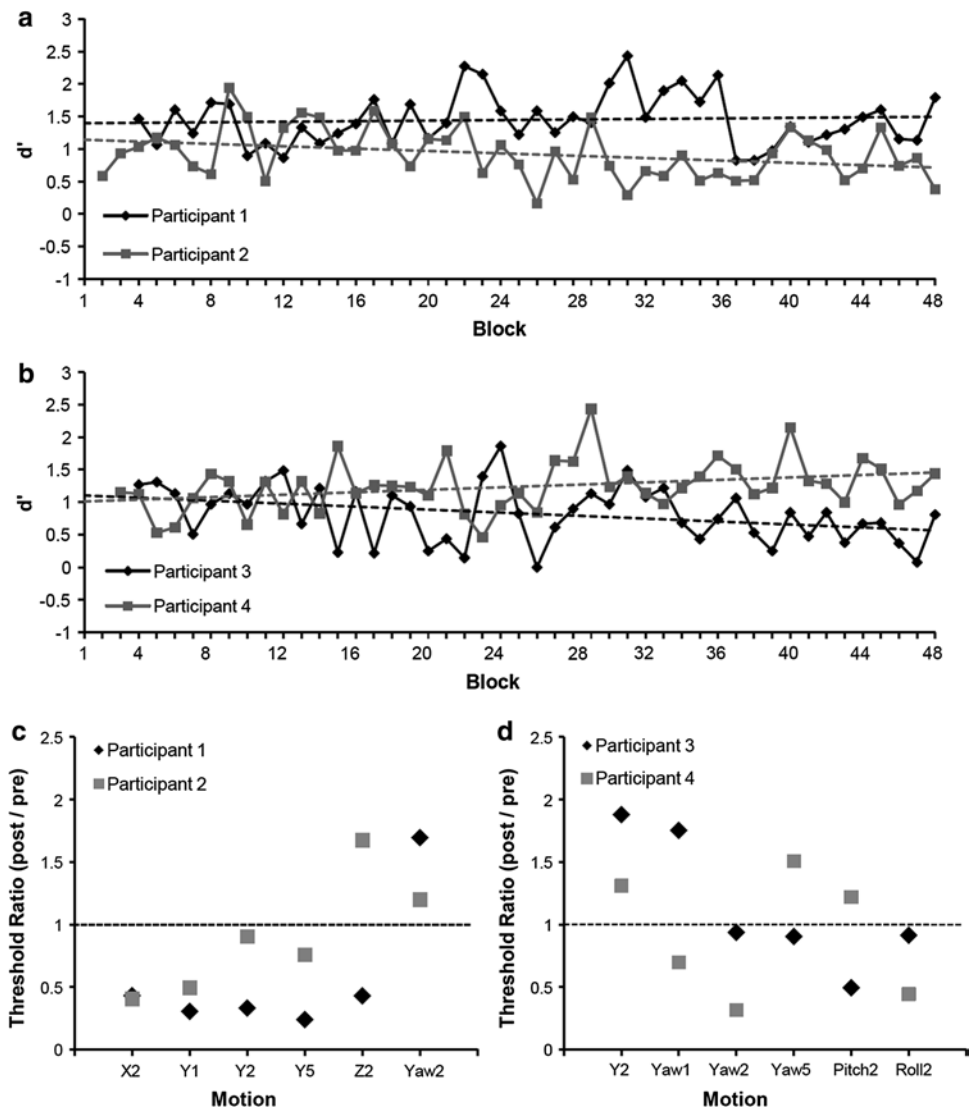 a
3
2.5
2
1.5
1
0.5
0
-0.5
-1
d'
Participant 1
Participant 2
1 4 8 12 16 20 24 28 32 36 40 44 48
Block
b
3
2.5
2
1.5
1
0.5
0
-0.5
-1
d'
Participant 3
Participant 4
1 4 8 12 16 20 24 28 32 36 40 44 48
Block
c
2.5
2
1.5
1
0.5
0
Threshold Ratio (post / pre)
Participant 1
Participant 2
X2 Y1 Y2 Y5 Z2 Yaw2
Motion
d
2.5
2
1.5
1
0.5
0
Threshold Ratio (post / pre)
Participant 3
Participant 4
Y2 Yaw1 Yaw2 Yaw5 Pitch2 Roll2
Motion